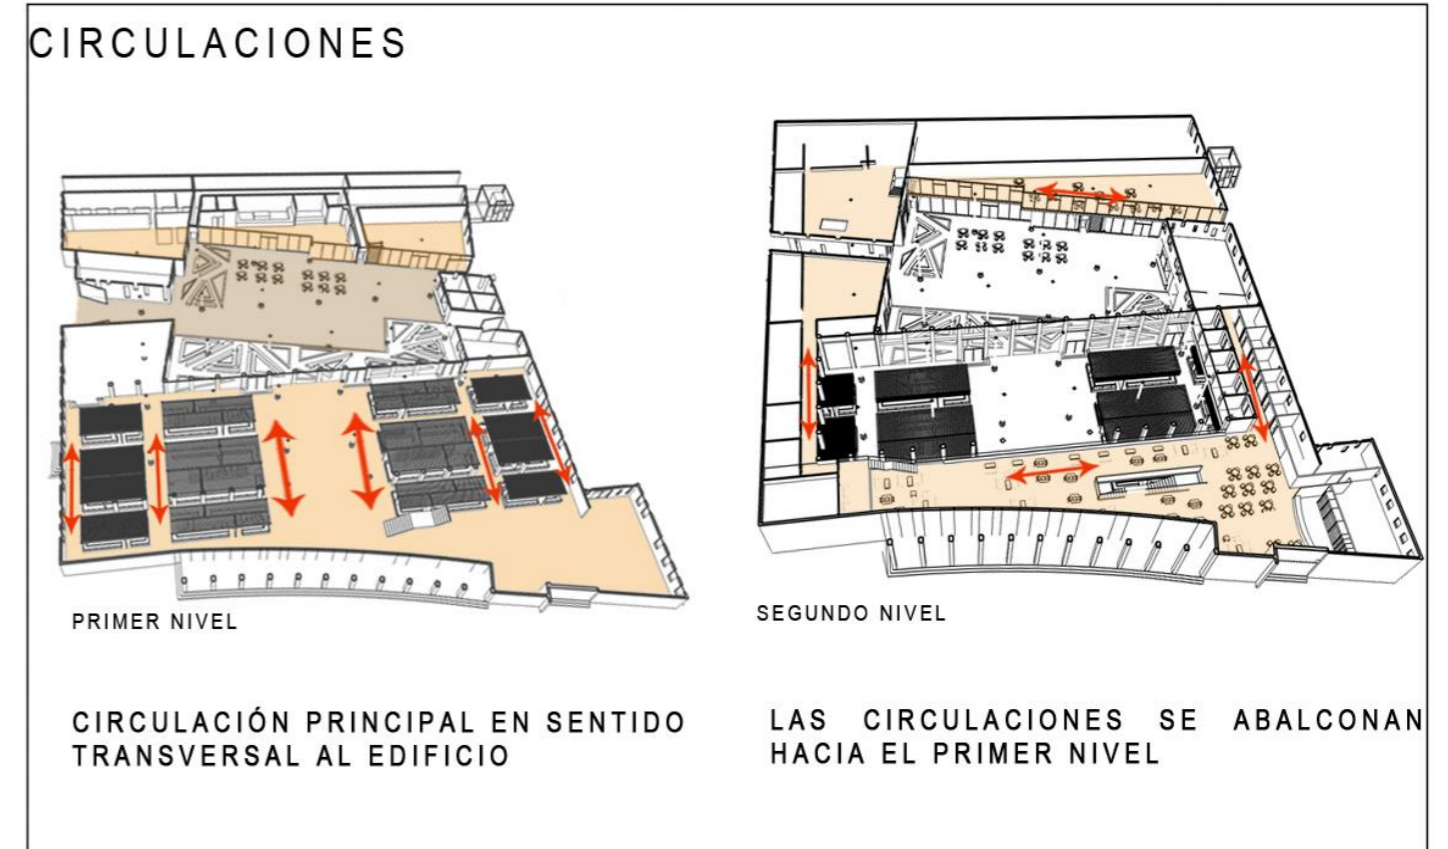 CIRCULACIONES
PRIMER NIVEL
CIRCULACIÓN PRINCIPAL EN SENTIDO
TRANSVERSAL AL EDIFICIO
SEGUNDO NIVEL
LAS CIRCULACIONES SE ABALCONAN
HACIA EL PRIMER NIVEL